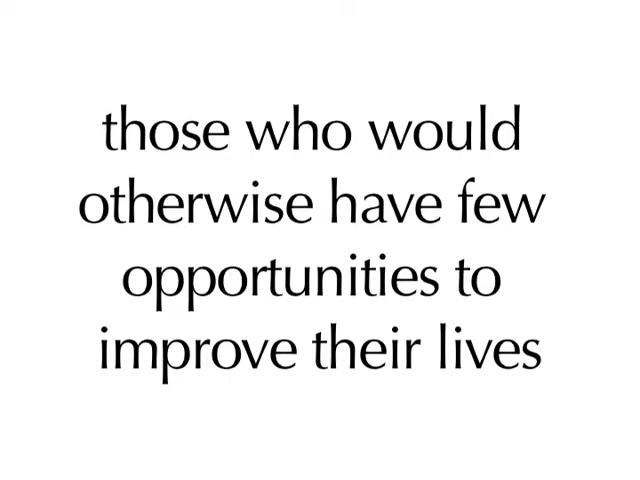 those who would
otherwise have few
opportunities to
improve their lives